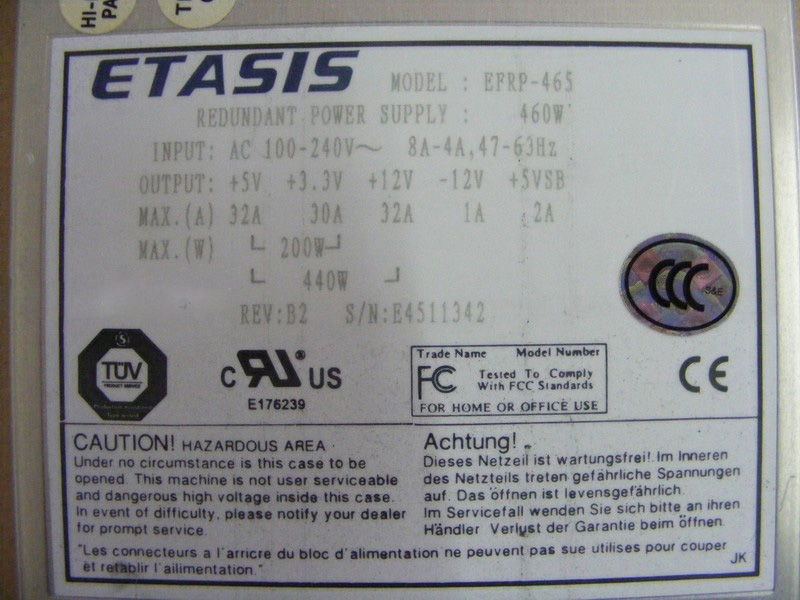 HI-
PA
T
ETASIS MODEL : EFRP-465
REDUNDANT POWER SUPPLY : 460W
INPUT: AC 100-240V～ 8A-4A,47-63Hz
OUTPUT: +5V +3.3V +12V -12V +5VSB
MAX.(A) 32A 30A 32A 1A 2A
MAX.(W) 200W
440W
REV:B2 S/N:E4511342
CCC S&E
TÜV
PRODUCT SERVICE
c RU ® US
E176239
Trade Name Model Number
FC Tested To Comply
With FCC Standards
FOR HOME OR OFFICE USE
CE
CAUTION! HAZARDOUS AREA
Under no circumstance is this case to be
opened. This machine is not user serviceable
and dangerous high voltage inside this case.
In event of difficulty, please notify your dealer
for prompt service.
Achtung!
Dieses Netzeil ist wartungsfrei!. Im Inneren
des Netzteils treten gefährliche Spannungen
auf. Das öffnen ist levensgefährlich.
Im Servicefall wenden Sie sich bitte an ihren
Händler Verlust der Garantie beim öffnen.
"Les connecteurs a l'arricre du bloc d'alimentation ne peuvent pas sue utilises pour couper
et retablir l'ailimentation."
JK